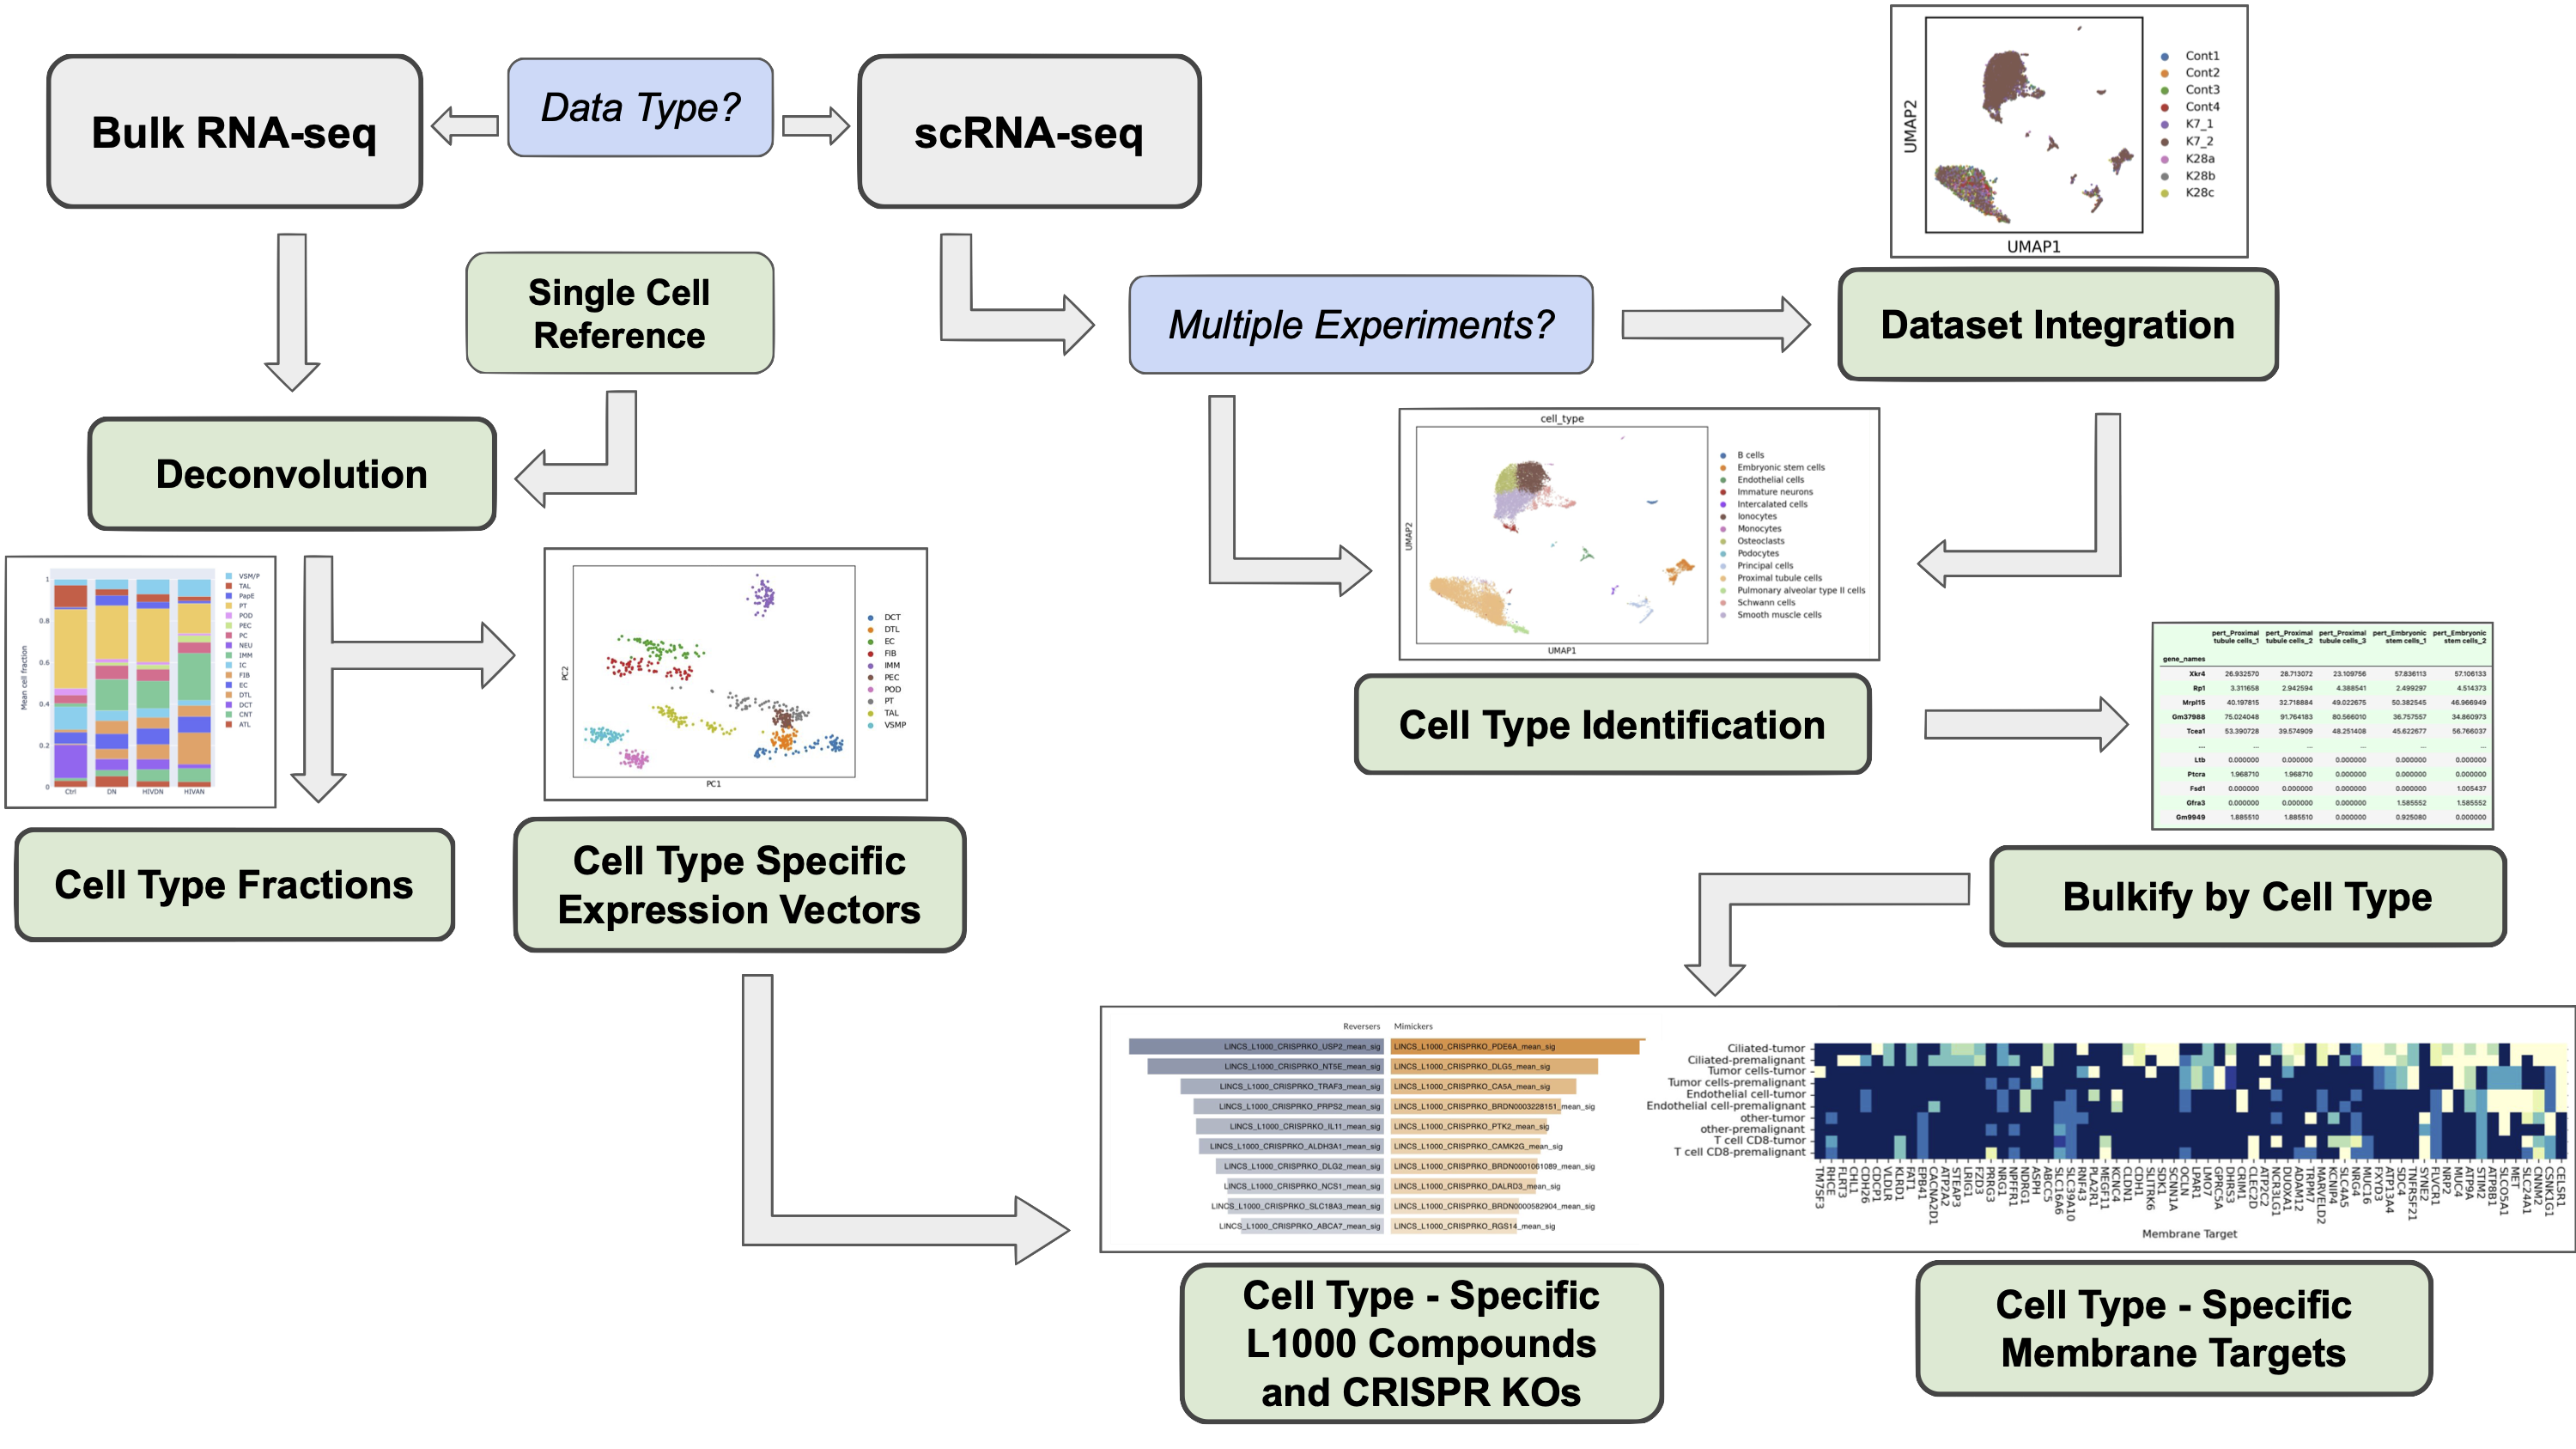 Bulk RNA-seq
Data Type?
scRNA-seq
UMAP2
UMAP1
Cont1
Cont2
Cont3
Cont4
K7_1
K7_2
K28a
K28b
K28c
Single Cell
Reference
Multiple Experiments?
Dataset Integration
Deconvolution
cell_type
UMAP2
UMAP1
B cells
Embryonic stem cells
Endothelial cells
Immature neurons
Intercalated cells
Ionocytes
Monocytes
Osteoclasts
Podocytes
Principal cells
Proximal tubule cells
Pulmonary alveolar type II cells
Schwann cells
Smooth muscle cells
Mean cell fraction
1
0.8
0.6
0.4
0.2
0
Ctrl DN HIVDN HIVAN
VSM/P
TAL
PapE
PT
POD
PEC
PC
NEU
IMM
IC
FIB
EC
DTL
DCT
CNT
ATL
PC2
PC1
DCT
DTL
EC
FIB
IMM
PEC
POD
PT
TAL
VSMP
Cell Type Identification
pert_Proximal pert_Proximal pert_Proximal pert_Embryonic pert_Embryonic
tubule cells_1 tubule cells_2 tubule cells_3 stem cells_1 stem cells_2
gene_names
Xkr4 26.932570 28.713072 23.109756 57.836113 57.106133
Rp1 3.311658 2.942594 4.388541 2.499297 4.514373
Mrpl15 40.197815 32.718884 49.022675 50.382545 46.966949
Gm37988 75.024048 91.764183 80.566010 36.757557 34.860973
Tcea1 53.390728 39.574909 48.251408 45.622677 56.766037
... ... ... ... ... ...
Ltb 0.000000 0.000000 0.000000 0.000000 0.000000
Ptcra 1.968710 1.968710 0.000000 0.000000 0.000000
Fsd1 0.000000 0.000000 0.000000 0.000000 1.005437
Gfra3 0.000000 0.000000 0.000000 1.585552 1.585552
Gm9949 1.885510 1.885510 0.000000 0.925080 0.000000
Cell Type Fractions
Cell Type Specific
Expression Vectors
Bulkify by Cell Type
Reversers Mimickers
LINCS_L1000_CRISPRKO_USP2_mean_sig LINCS_L1000_CRISPRKO_PDE6A_mean_sig
LINCS_L1000_CRISPRKO_NT5E_mean_sig LINCS_L1000_CRISPRKO_DLG5_mean_sig
LINCS_L1000_CRISPRKO_TRAF3_mean_sig LINCS_L1000_CRISPRKO_CA5A_mean_sig
LINCS_L1000_CRISPRKO_PRPS2_mean_sig LINCS_L1000_CRISPRKO_BRDN0003228151_mean_sig
LINCS_L1000_CRISPRKO_IL11_mean_sig LINCS_L1000_CRISPRKO_PTK2_mean_sig
LINCS_L1000_CRISPRKO_ALDH3A1_mean_sig LINCS_L1000_CRISPRKO_CAMK2G_mean_sig
LINCS_L1000_CRISPRKO_DLG2_mean_sig LINCS_L1000_CRISPRKO_BRDN0001061089_mean_sig
LINCS_L1000_CRISPRKO_NCS1_mean_sig LINCS_L1000_CRISPRKO_DALRD3_mean_sig
LINCS_L1000_CRISPRKO_SLC18A3_mean_sig LINCS_L1000_CRISPRKO_BRDN0000582904_mean_sig
LINCS_L1000_CRISPRKO_ABCA7_mean_sig LINCS_L1000_CRISPRKO_RGS14_mean_sig
Ciliated-tumor
Ciliated-premalignant
Tumor cells-tumor
Tumor cells-premalignant
Endothelial cell-tumor
Endothelial cell-premalignant
other-tumor
other-premalignant
T cell CD8-tumor
T cell CD8-premalignant
TM7SF3
RHCE
FLRT3
CHL1
CDH26
CDCP1
VLDLR
KLRD1
FAT1
EPB41
CACNA2D1
ATP2A2
STEAP3
LRIG1
FZD3
PRRG3
NRG1
NPFFR1
NDRG1
ASPH
ABCC5
SLC16A6
SLC39A10
RNF43
PLA2R1
MEGF11
KCNC4
CLDN1
CDH1
SLITRK6
SDK1
SCNN1A
OCLN
LPAR1
LMO7
GPRC5A
DHRS3
CRIM1
CLEC2D
ATP2C2
NCR3LG1
DUOXA1
ADAM12
TRPM7
MARVELD2
KCNIP4
SLC4A5
NRG4
MUC16
FXYD3
ATP13A4
SDC4
TNFRSF21
SYNE2
FLVCR1
NRP2
MUC4
ATP9A
STIM2
ATP8B1
SLCO5A1
MET
SLC24A1
CNNM2
CSNK1G1
CELSR1
Membrane Target
Cell Type - Specific
L1000 Compounds
and CRISPR KOs
Cell Type - Specific
Membrane Targets